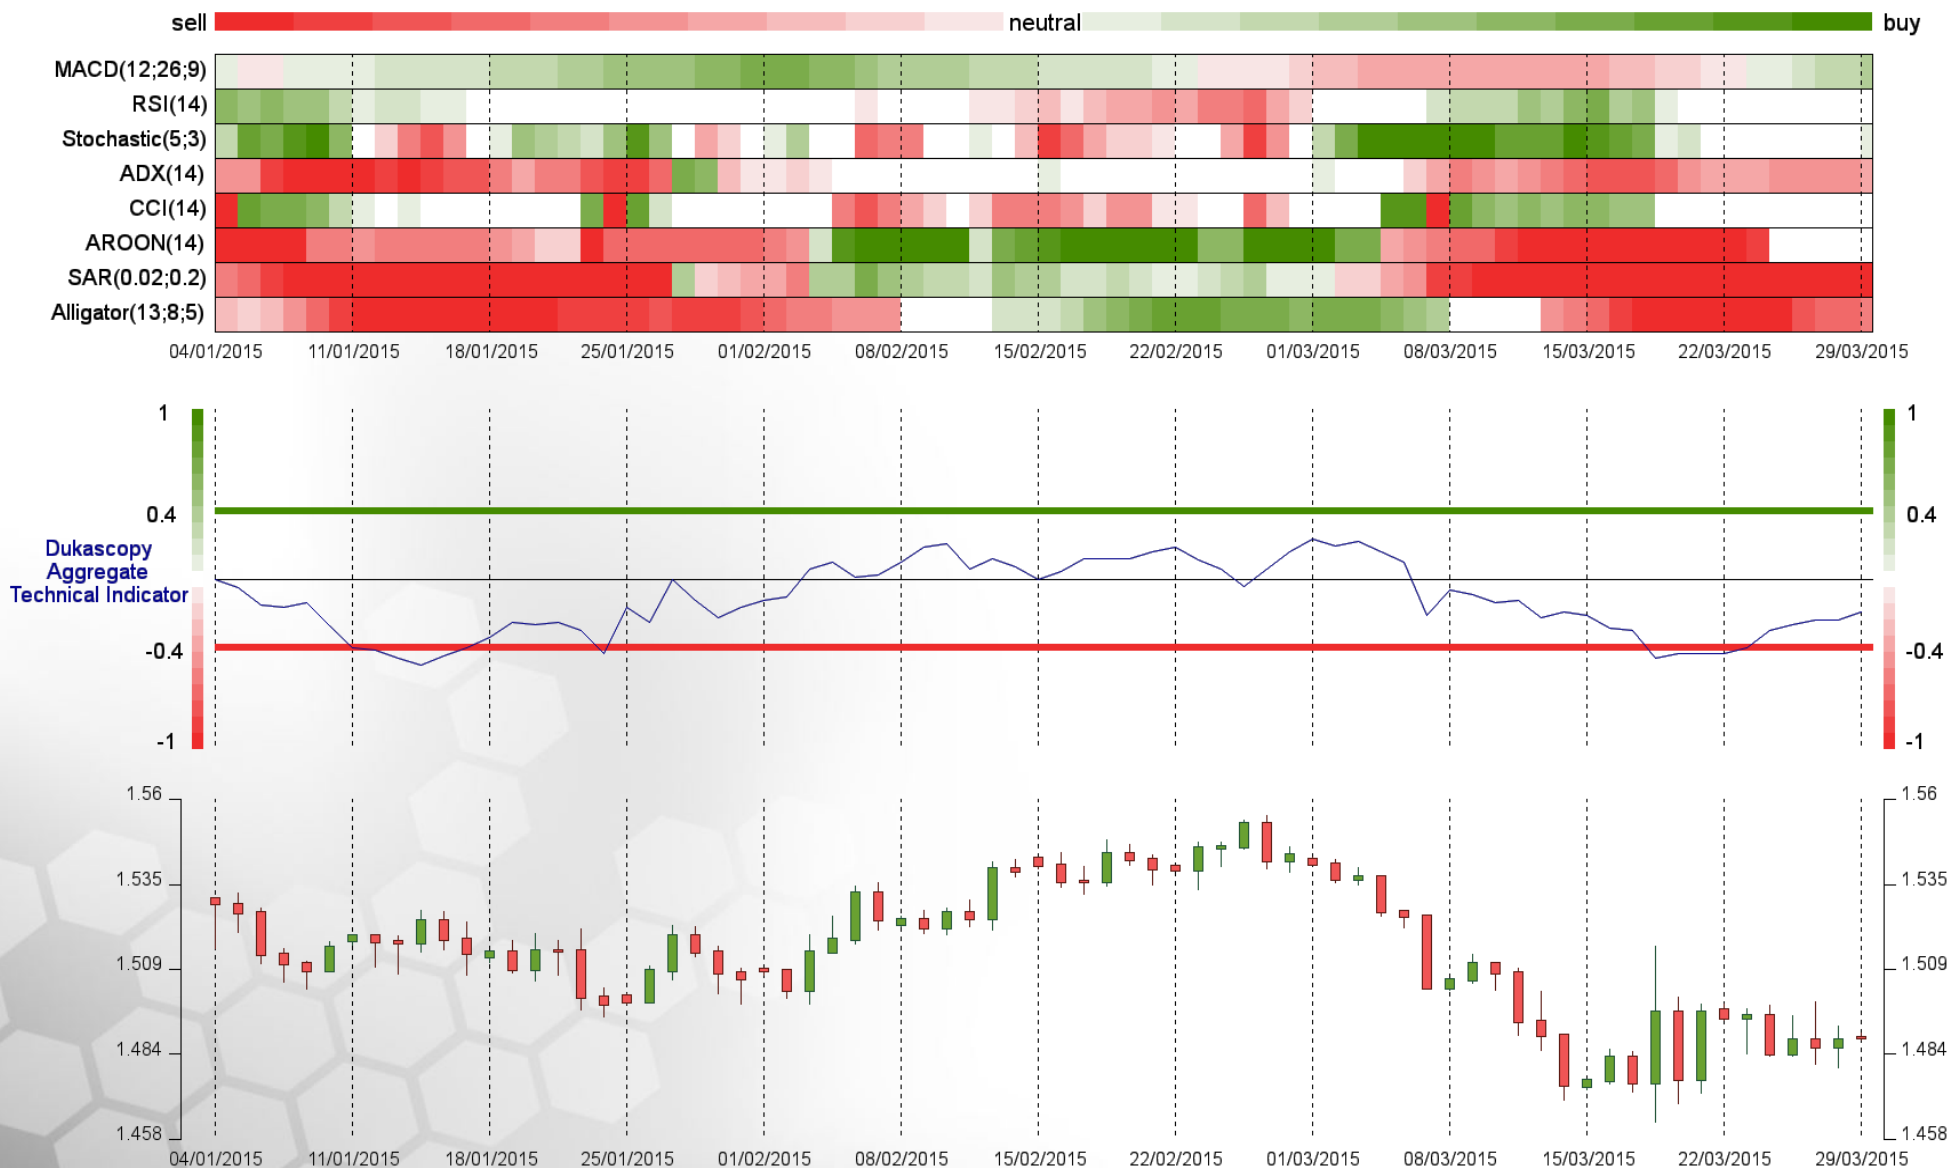 sell neutral buy
MACD(12;26;9)
RSI(14)
Stochastic(5;3)
ADX(14)
CCI(14)
AROON(14)
SAR(0.02;0.2)
Alligator(13;8;5)
04/01/2015 11/01/2015 18/01/2015 25/01/2015 01/02/2015 08/02/2015 15/02/2015 22/02/2015 01/03/2015 08/03/2015 15/03/2015 22/03/2015 29/03/2015
1 1
0.4 0.4
Dukascopy
Aggregate
Technical Indicator
-0.4 -0.4
-1 -1
1.56 1.56
1.535 1.535
1.509 1.509
1.484 1.484
1.458 1.458
04/01/2015 11/01/2015 18/01/2015 25/01/2015 01/02/2015 08/02/2015 15/02/2015 22/02/2015 01/03/2015 08/03/2015 15/03/2015 22/03/2015 29/03/2015